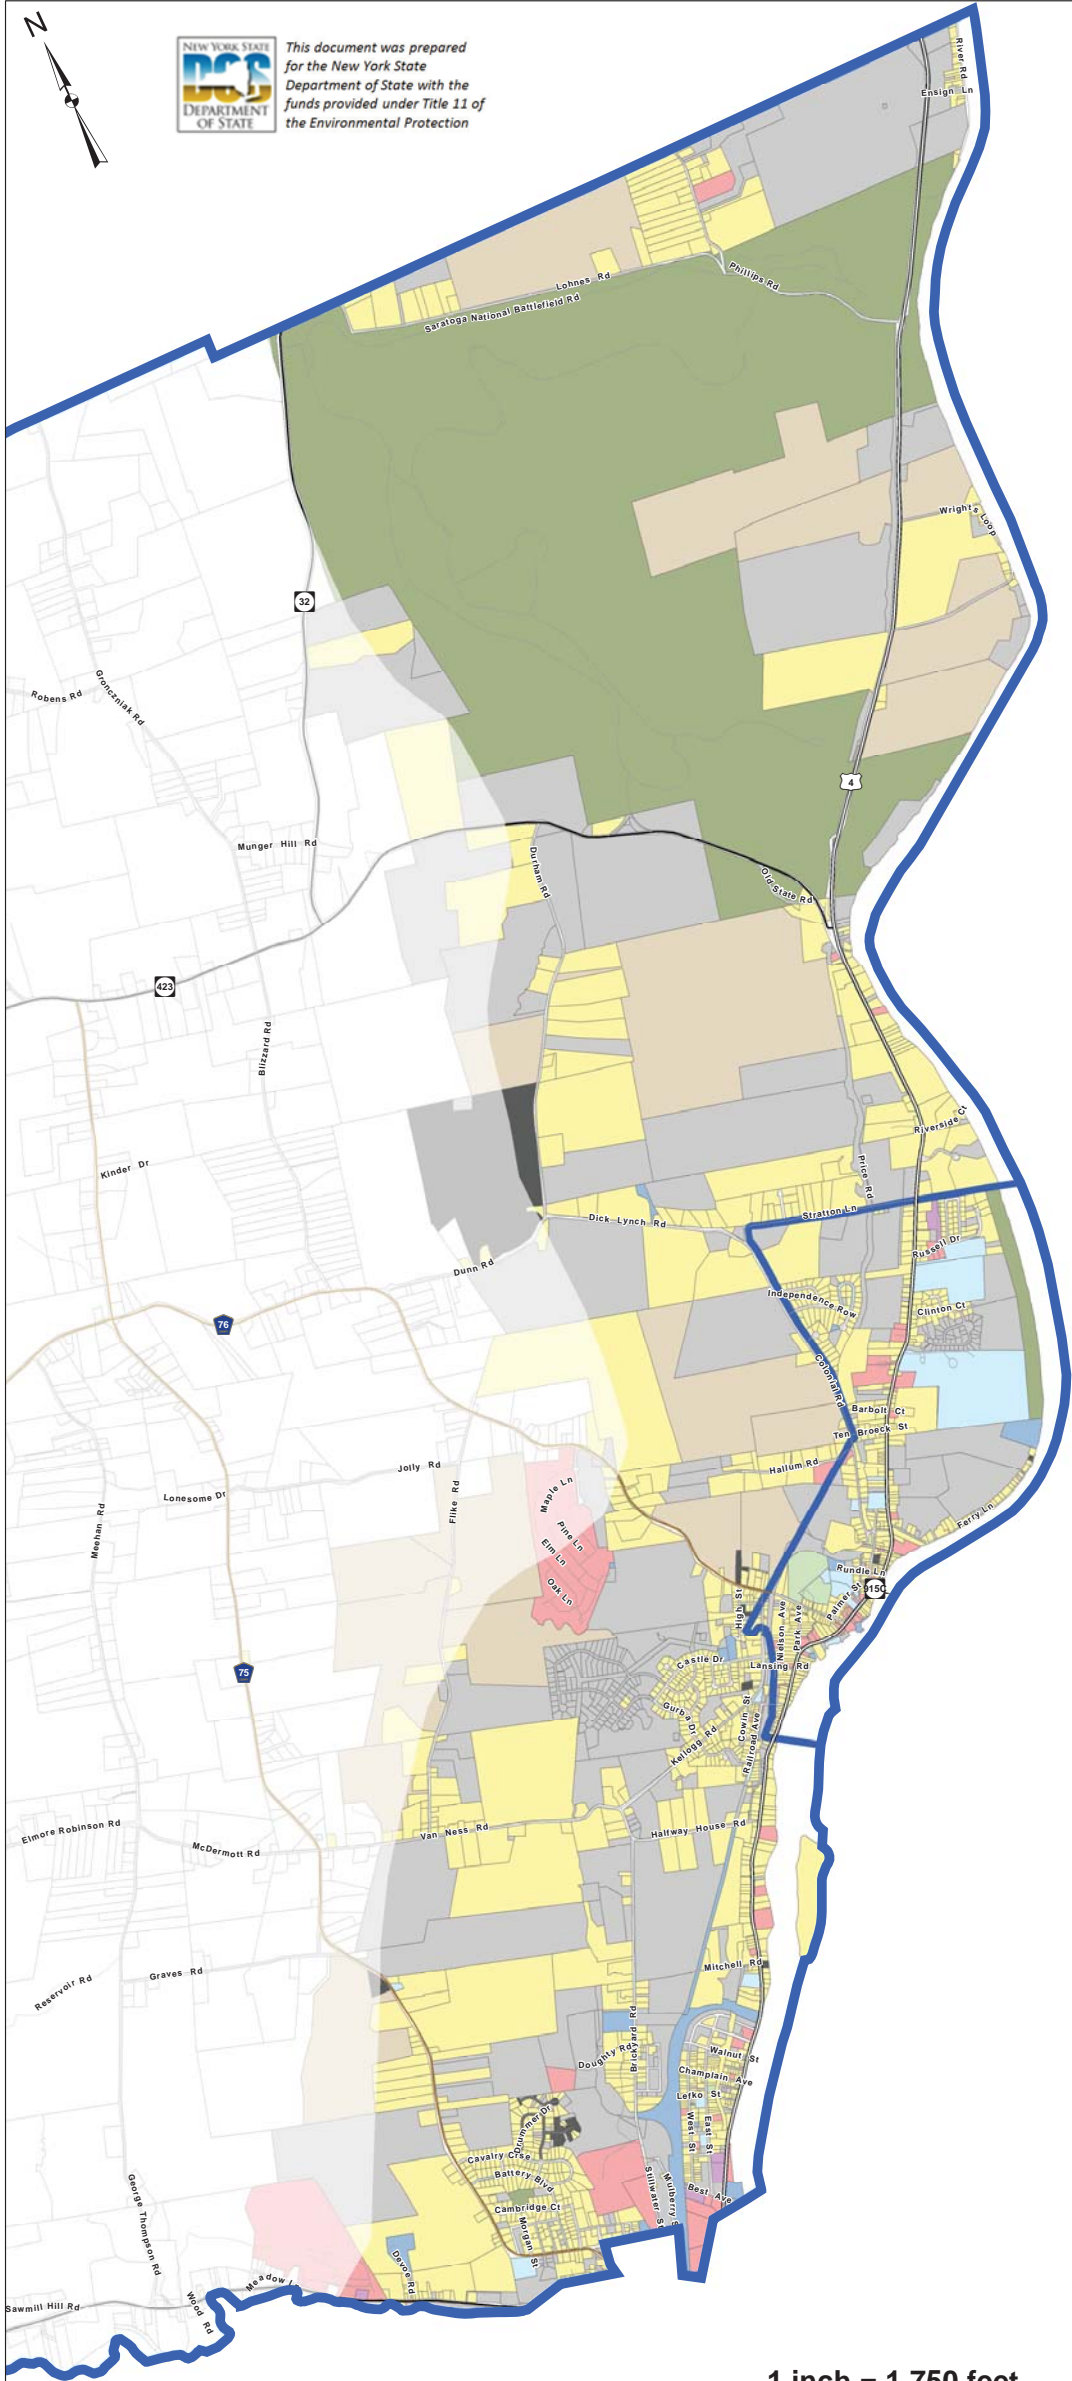 N
NEW YORK STATE
DOS
DEPARTMENT
OF STATE
This document was prepared
for the New York State
Department of State with the
funds provided under Title 11 of
the Environmental Protection
River Rd
Ensign Ln
Phillips Rd
Lohnes Rd
Saratoga National Battlefield Rd
Wrights Loop
32
Robens Rd
Gronczniak Rd
4
Munger Hill Rd
Durham Rd
Old State Rd
423
Blizzard Rd
Riverside Ct
Kinder Dr
Price Rd
Stratton Ln
Dick Lynch Rd
Russell Dr
Dunn Rd
Independence Row
Clinton Ct
76
Colonial Rd
Barbolt Ct
Ten Broeck St
Hallum Rd
Jolly Rd
Maple Ln
Flike Rd
Lonesome Dr
Meehan Rd
Ferry Ln
Pine Ln
Elm Ln
Rundle Ln
915C
Oak Ln
High St
Palmer St
Nielson Ave
Park Ave
Castle Dr
Lansing Rd
75
Gurba Dr
Cowin St
Railroad Ave
Kellogg Rd
Elmore Robinson Rd
Van Ness Rd
Halfway House Rd
McDermott Rd
Mitchell Rd
Graves Rd
Reservoir Rd
Brickyard Rd
Doughty Rd
Walnut St
Champlain Ave
Lefko St
Drummer Dr
West St
East St
Cavalry Crse
Battery Blvd
Stillwater St
Mulberry S
Best Ave
Cambridge Ct
Morgan St
George Thompson Rd
Devoe Rd
Meadow L
Wood Rd
Sawmill Hill Rd
1 inch = 1,750 feet